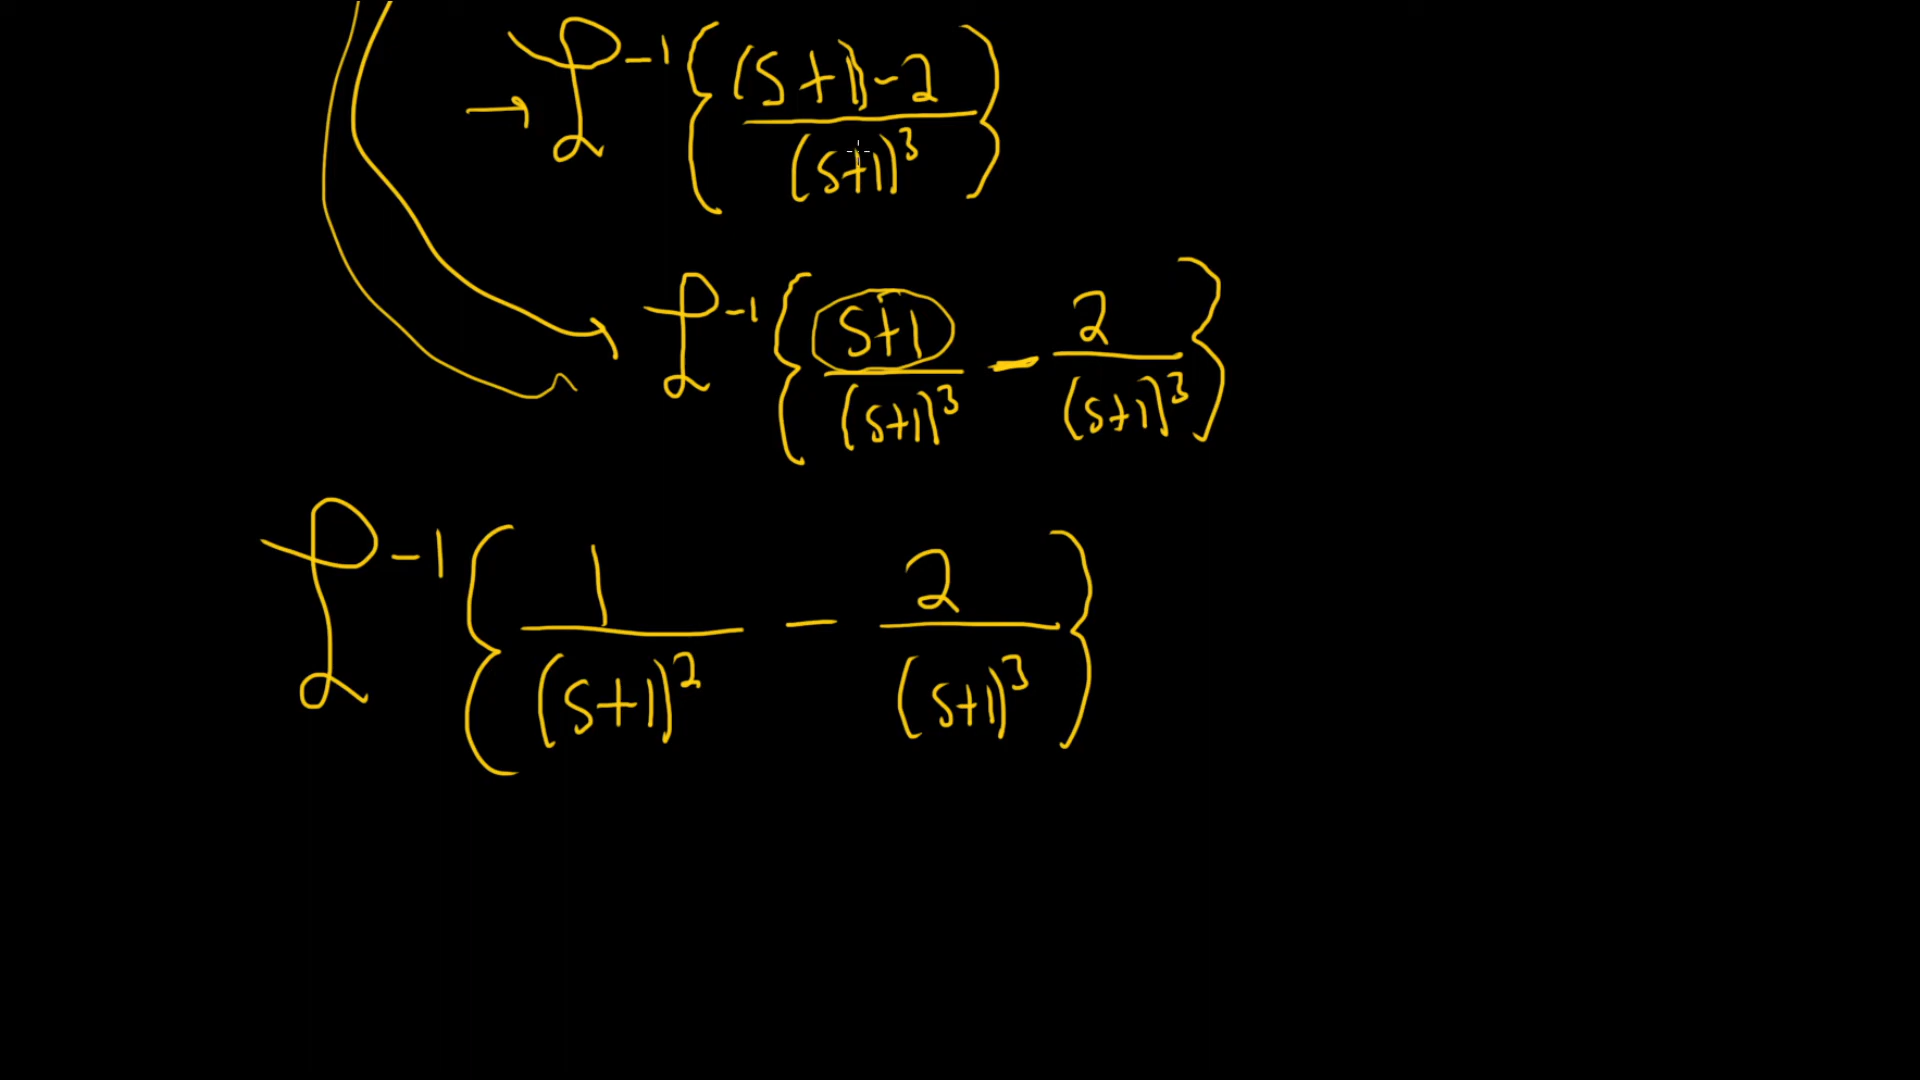 → ℒ⁻¹{((s+1)-2)/(s+1)³}
ℒ⁻¹{(s+1)/(s+1)³ - 2/(s+1)³}
ℒ⁻¹{1/(s+1)² - 2/(s+1)³}